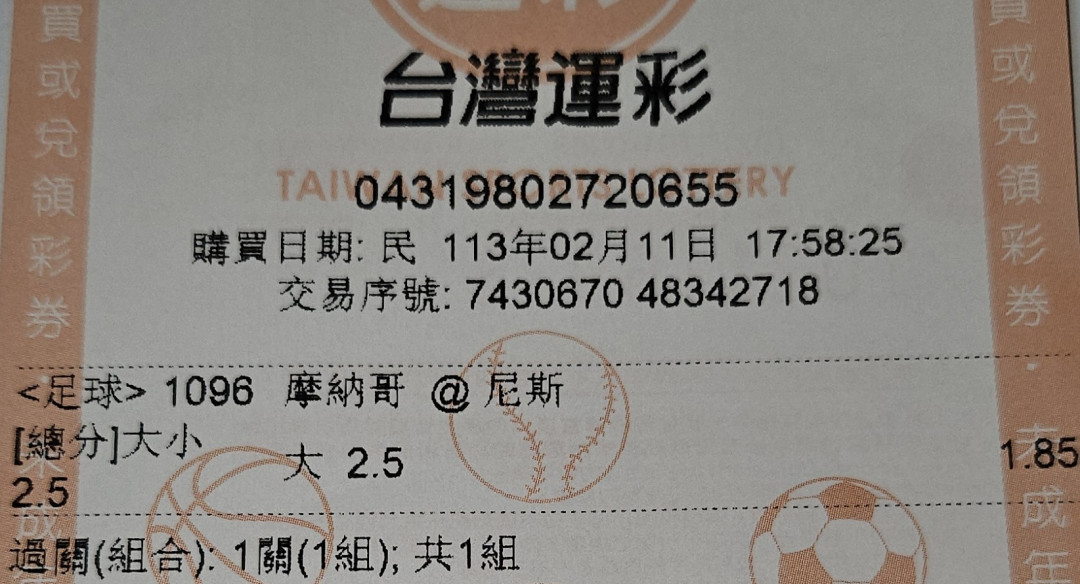 運彩
台灣運彩
TAIWAN SPORTS LOTTERY
04319802720655
購買日期: 民 113年02月11日 17:58:25
交易序號: 7430670 48342718
<足球> 1096 摩納哥 @ 尼斯
[總分]大小 大 2.5 1.85
2.5
過關(組合): 1關(1組); 共1組
買或兌領彩券
買或兌領彩券・未成年